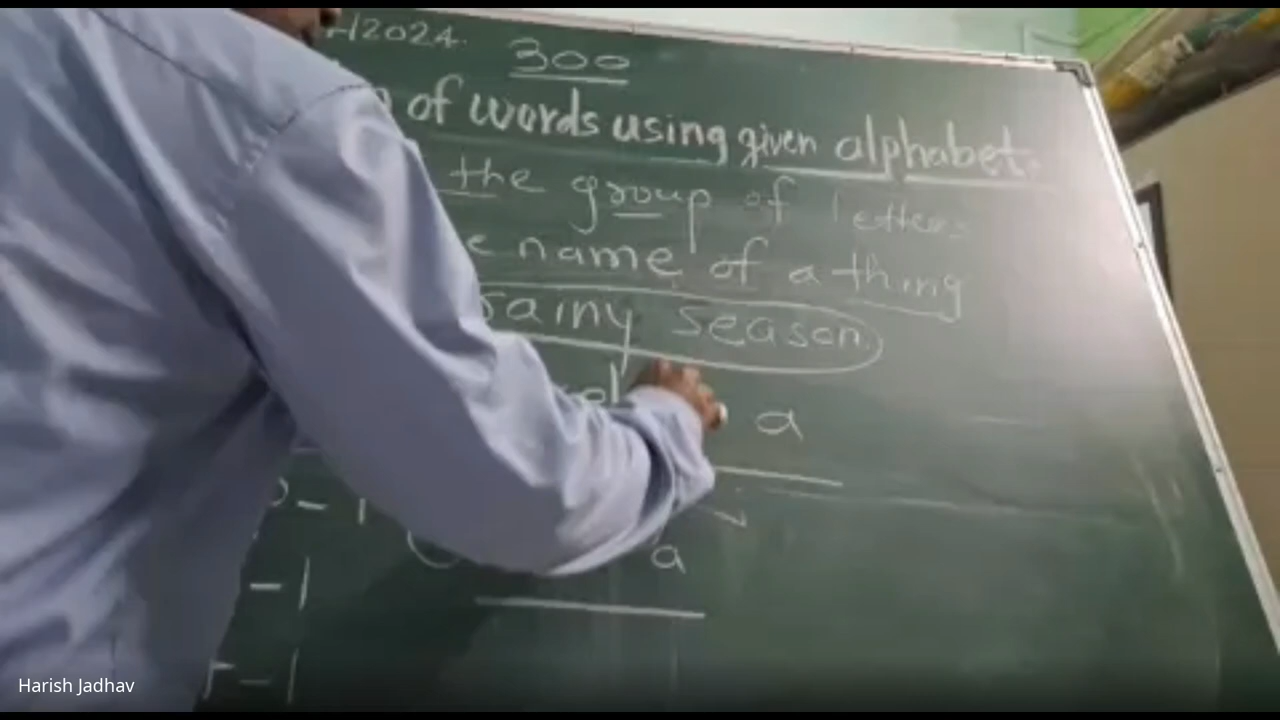 /2024.
300
of words using given alphabet.
the group of letters
name of a thing
rainy season.
a
a
Harish Jadhav